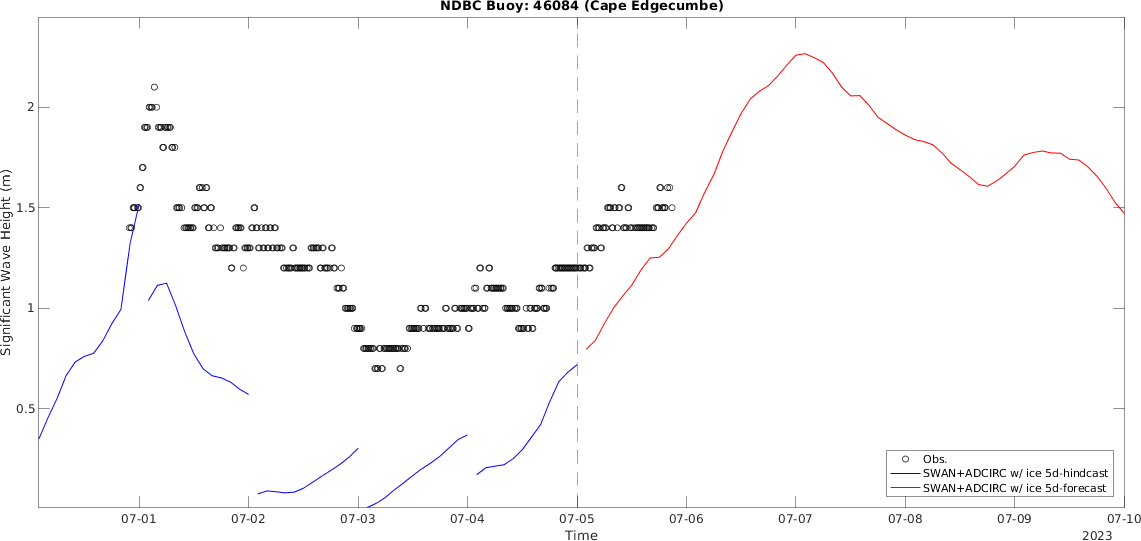 NDBC Buoy: 46084 (Cape Edgecumbe)
Significant Wave Height (m)
2
1.5
1
0.5
Obs.
SWAN+ADCIRC w/ ice 5d-hindcast
SWAN+ADCIRC w/ ice 5d-forecast
07-01 07-02 07-03 07-04 07-05 07-06 07-07 07-08 07-09 07-10
Time
2023